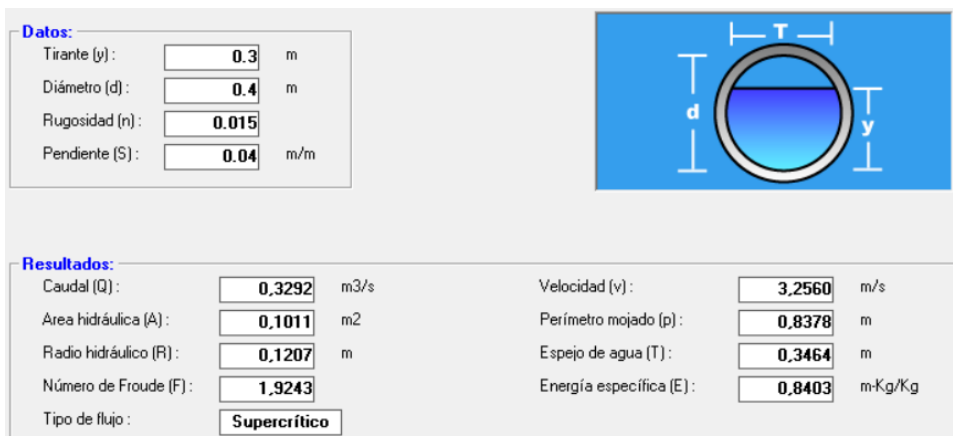 Datos:
Tirante (y) : 0.3 m
Diámetro (d) : 0.4 m
Rugosidad (n) : 0.015
Pendiente (S) : 0.04 m/m
T
d
y
Resultados:
Caudal (Q) : 0,3292 m3/s Velocidad (v) : 3,2560 m/s
Area hidráulica (A) : 0,1011 m2 Perímetro mojado (p) : 0,8378 m
Radio hidráulico (R) : 0,1207 m Espejo de agua (T) : 0,3464 m
Número de Froude (F) : 1,9243 Energía específica (E) : 0,8403 m-Kg/Kg
Tipo de flujo : Supercrítico